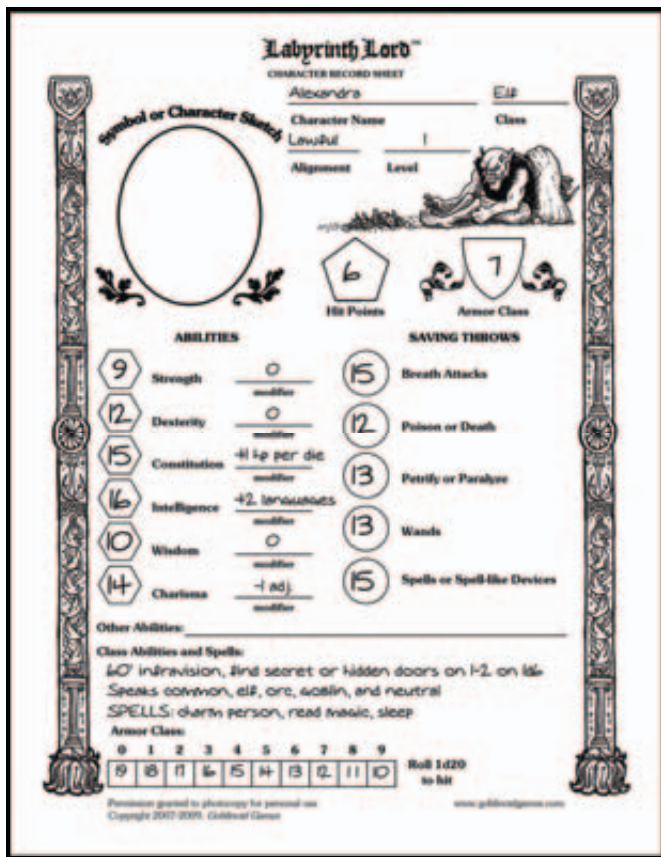 Labyrinth Lord™
CHARACTER RECORD SHEET
Alexandra Elf
Character Name Class
Symbol or Character Sketch
Lawful 1
Alignment Level
6 7
Hit Points Armor Class
ABILITIES SAVING THROWS
9 Strength 0 15 Breath Attacks
modifier
12 Dexterity 0 12 Poison or Death
modifier
15 Constitution +1 hp per die 13 Petrify or Paralyze
modifier
16 Intelligence +2 languages 13 Wands
modifier
10 Wisdom 0 15 Spells or Spell-like Devices
modifier
14 Charisma -1 adj.
modifier
Other Abilities:
Class Abilities and Spells:
60' infravision, find secret or hidden doors on 1-2 on 1d6
Speaks common, elf, orc, goblin, and neutral
SPELLS: charm person, read magic, sleep
Armor Class:
0 1 2 3 4 5 6 7 8 9
19 18 17 16 15 14 13 12 11 10 Roll 1d20
to hit
Permission granted to photocopy for personal use www.goblinoidgames.com
Copyright 2007-2009, Goblinoid Games